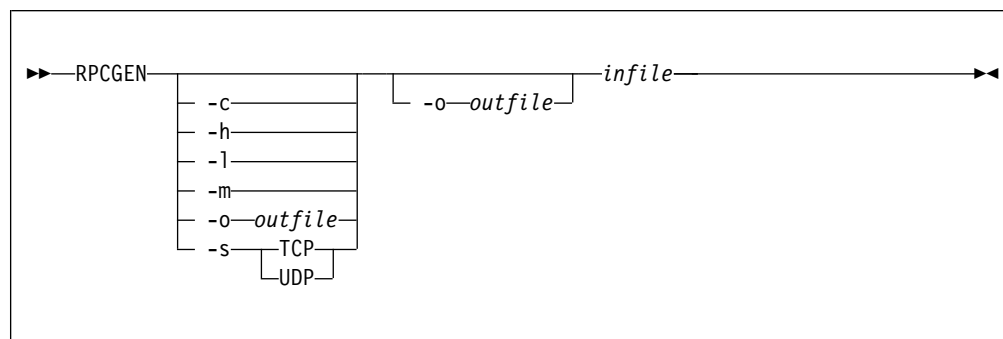 RPCGEN infile
-c -o outfile
-h
-l
-m
-o outfile
-s TCP
UDP